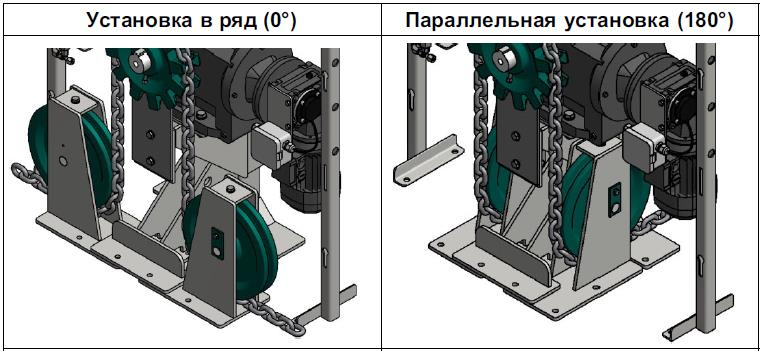 Установка в ряд (0°)
Параллельная установка (180°)